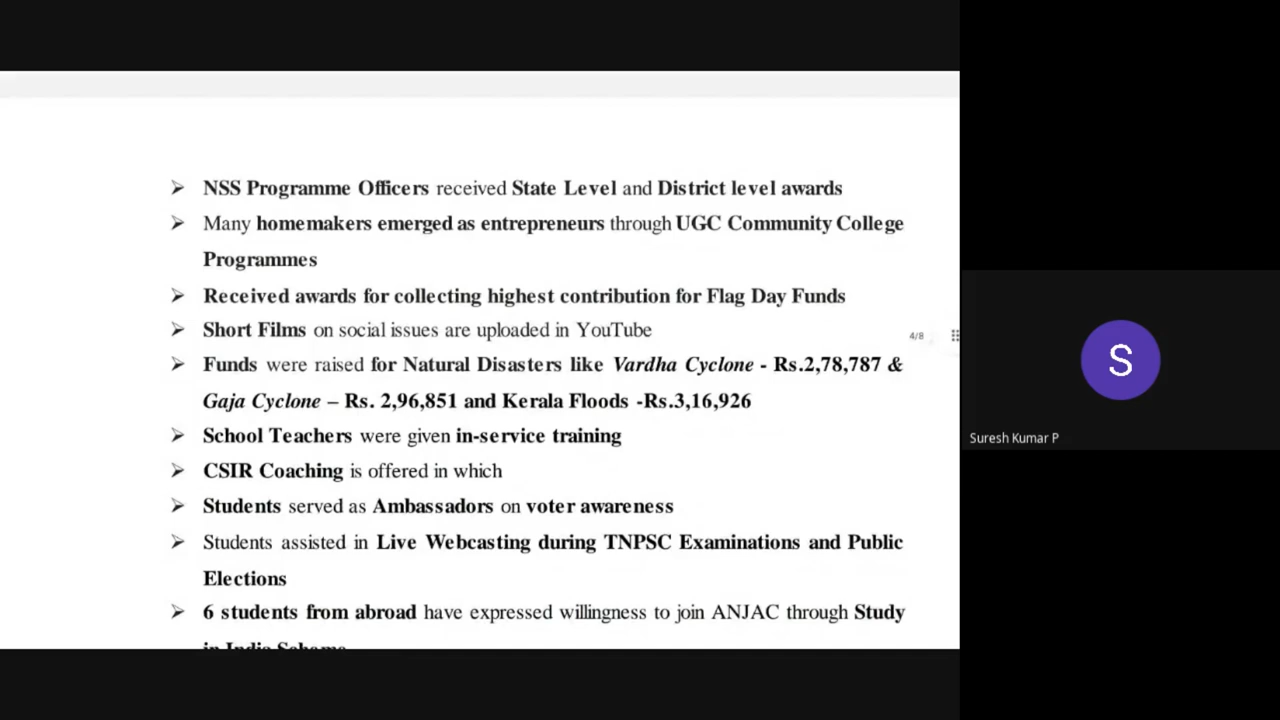 ➢ NSS Programme Officers received State Level and District level awards
➢ Many homemakers emerged as entrepreneurs through UGC Community College
Programmes
➢ Received awards for collecting highest contribution for Flag Day Funds
➢ Short Films on social issues are uploaded in YouTube
4/8
➢ Funds were raised for Natural Disasters like Vardha Cyclone - Rs.2,78,787 &
Gaja Cyclone – Rs. 2,96,851 and Kerala Floods -Rs.3,16,926
➢ School Teachers were given in-service training
➢ CSIR Coaching is offered in which
➢ Students served as Ambassadors on voter awareness
➢ Students assisted in Live Webcasting during TNPSC Examinations and Public
Elections
➢ 6 students from abroad have expressed willingness to join ANJAC through Study
in India Scheme
S
Suresh Kumar P